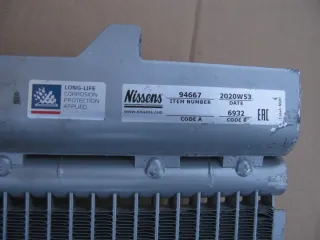 LONG-LIFE
CORROSION
PROTECTION
APPLIED
Nissens
94667
2020W53
ITEM NUMBER
DATE
6932
CODE A
CODE B
EAC